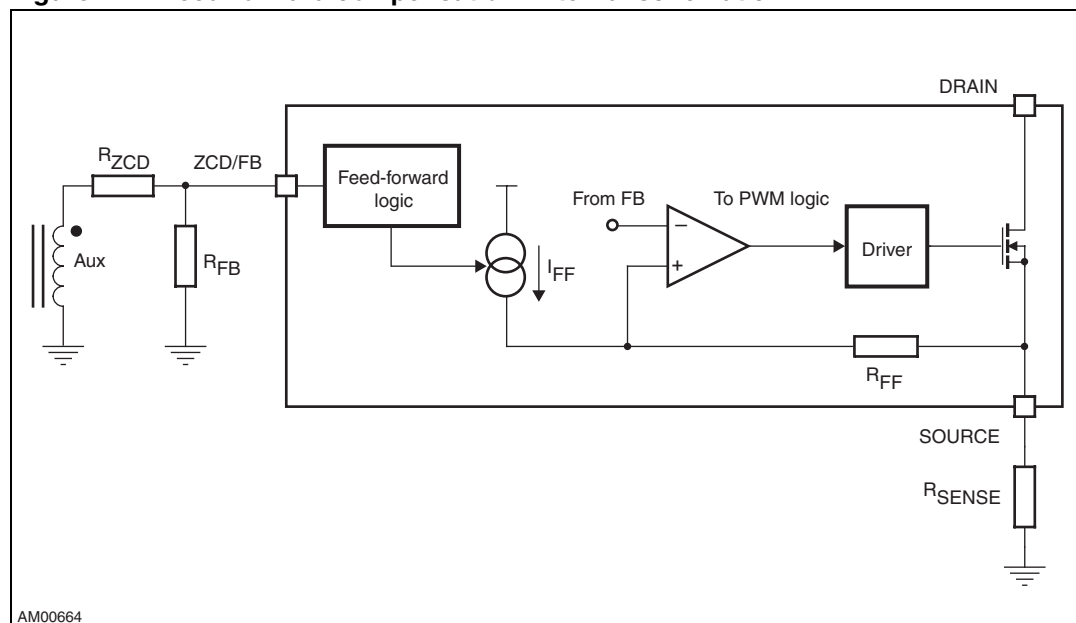 DRAIN
RZCD
ZCD/FB
Feed-forward
logic
From FB
To PWM logic
−
+
Driver
Aux
RFB
IFF
RFF
SOURCE
RSENSE
AM00664